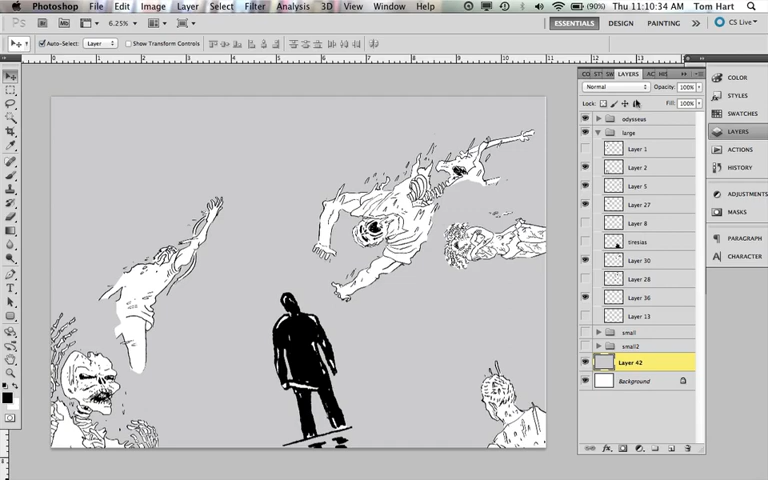 Photoshop File Edit Image Layer Select Filter Analysis 3D View Window Help (90%) Thu 11:10:34 AM Tom Hart
Ps Br Mb 6.25% ESSENTIALS DESIGN PAINTING >> CS Live
Auto-Select: Layer Show Transform Controls
LAYERS
Normal Opacity: 100%
Lock: Fill: 100%
odysseus
large
Layer 1
Layer 2
Layer 5
Layer 27
Layer 8
tiresias
Layer 30
Layer 28
Layer 36
Layer 13
small
small2
Layer 42
Background
COLOR
STYLES
SWATCHES
LAYERS
ACTIONS
HISTORY
ADJUSTMENTS
MASKS
PARAGRAPH
CHARACTER